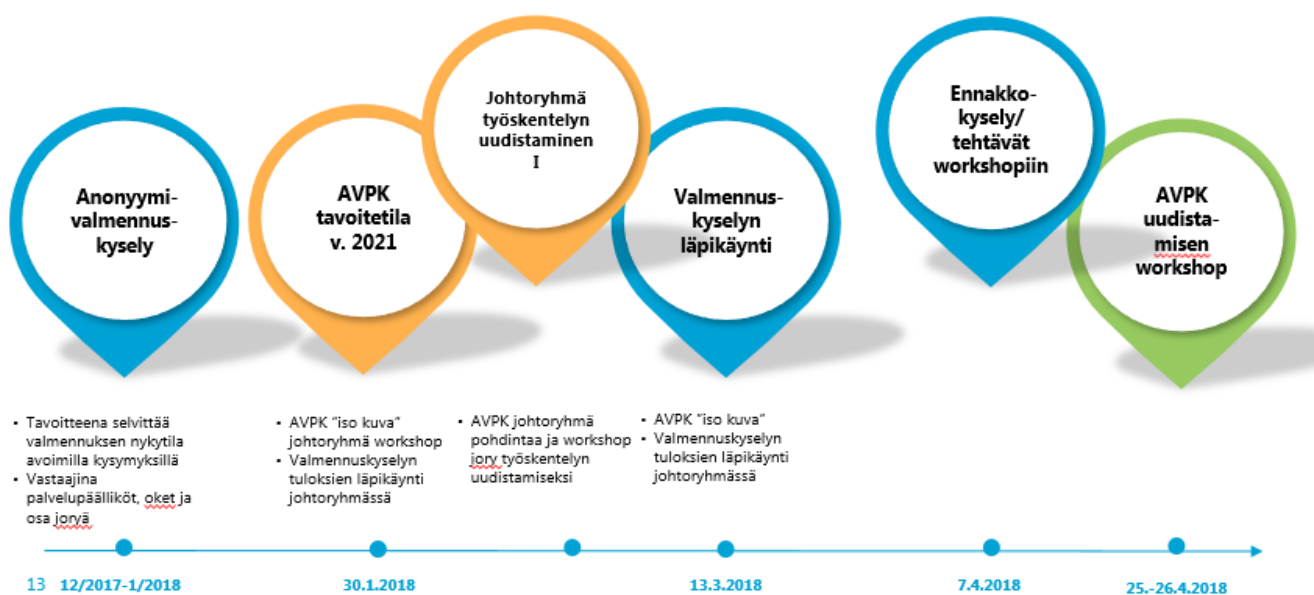 Anonyymi-
valmennus-
kysely
AVPK
tavoitetila
v. 2021
Johtoryhmä
työskentelyn
uudistaminen
I
Valmennus-
kyselyn
läpikäynti
Ennakko-
kysely/
tehtävät
workshopiin
AVPK
uudista-
misen
workshop
• Tavoitteena selvittää
valmennuksen nykytila
avoimilla kysymyksillä
• Vastaajina
palvelupäälliköt, oket ja
osa joryä
• AVPK "iso kuva"
johtoryhmä workshop
• Valmennuskyselyn
tuloksien läpikäynti
johtoryhmässä
• AVPK johtoryhmä
pohdintaa ja workshop
jory työskentelyn
uudistamiseksi
• AVPK "iso kuva"
• Valmennuskyselyn
tuloksien läpikäynti
johtoryhmässä
13 12/2017-1/2018
30.1.2018
13.3.2018
7.4.2018
25.-26.4.2018